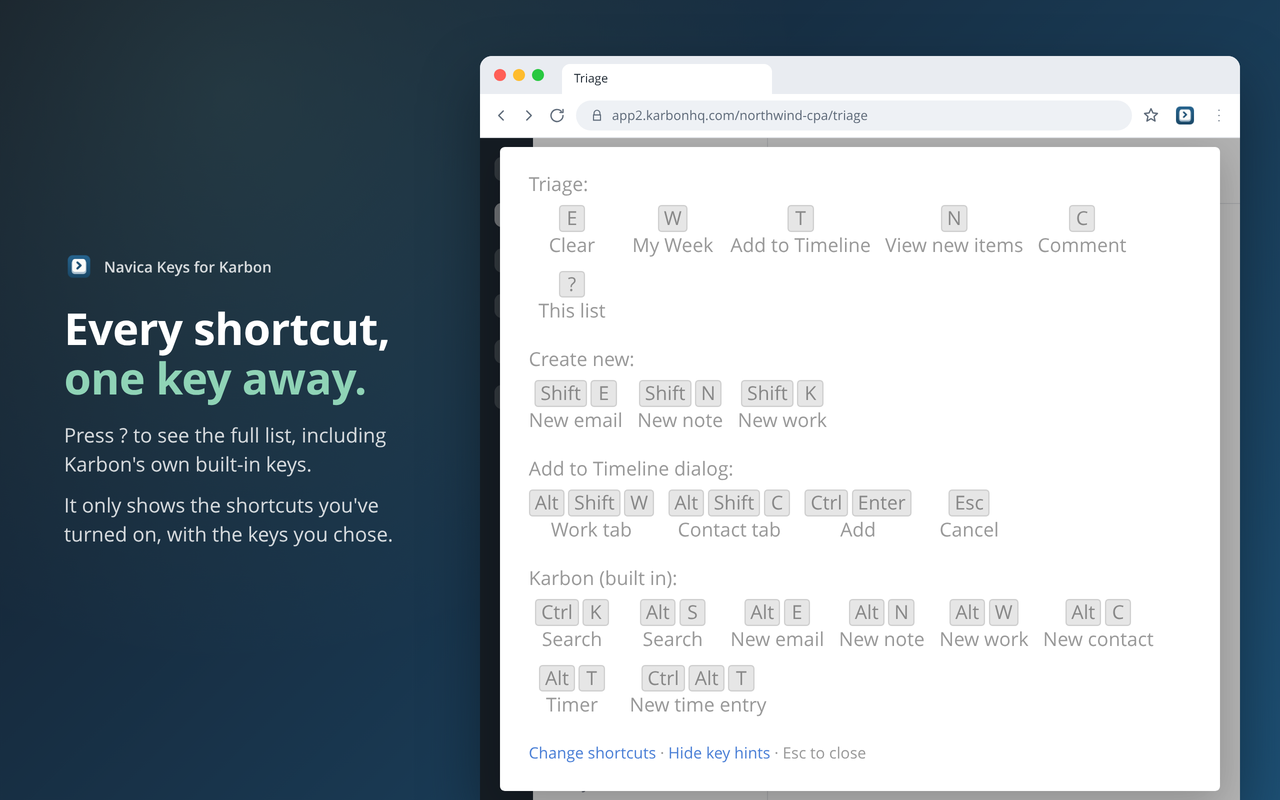 Triage
app2.karbonhq.com/northwind-cpa/triage
Navica Keys for Karbon
Every shortcut,
one key away.
Press ? to see the full list, including
Karbon's own built-in keys.
It only shows the shortcuts you've
turned on, with the keys you chose.
Triage:
E W T N C
Clear My Week Add to Timeline View new items Comment
?
This list
Create new:
Shift E Shift N Shift K
New email New note New work
Add to Timeline dialog:
Alt Shift W Alt Shift C Ctrl Enter Esc
Work tab Contact tab Add Cancel
Karbon (built in):
Ctrl K Alt S Alt E Alt N Alt W Alt C
Search Search New email New note New work New contact
Alt T Ctrl Alt T
Timer New time entry
Change shortcuts · Hide key hints · Esc to close